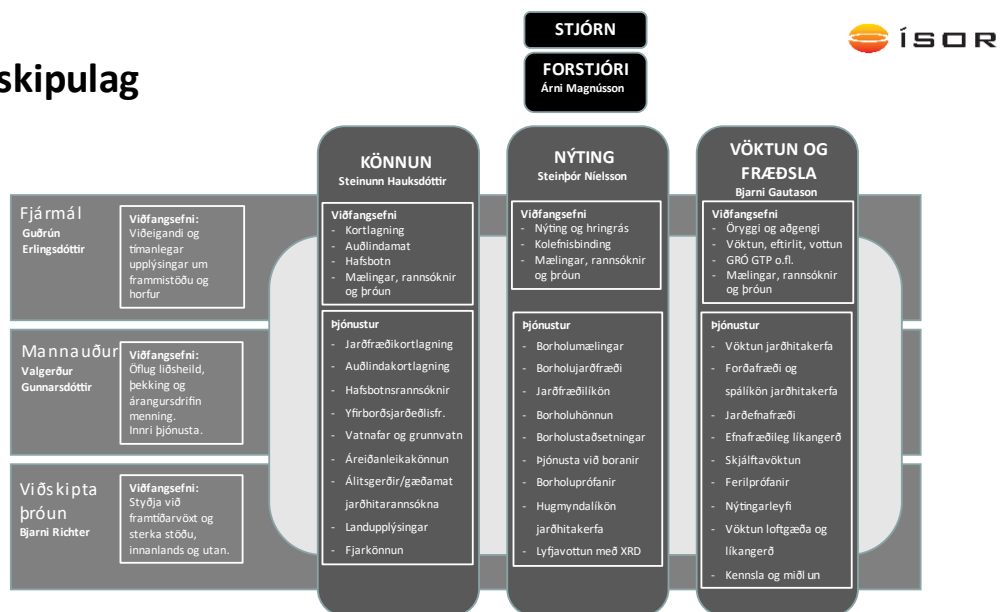 STJÓRN
ÍSOR
FORSTJÓRI
Árni Magnússon
skipulag
KÖNNUN
Steinunn Hauksdóttir
NÝTING
Steinþór Níelsson
VÖKTUN OG
FRÆÐSLA
Bjarni Gautason
Fjármál
Guðrún
Erlingsdóttir
Viðfangsefni:
Viðeigandi og
tímanlegar
upplýsingar um
frammistöðu og
horfur
Mannauður
Valgerður
Gunnarsdóttir
Viðfangsefni:
Öflug liðsheild,
þekking og
árangursdrifin
menning.
Innri þjónusta.
Viðskipta
þróun
Bjarni Richter
Viðfangsefni:
Styðja við
framtíðarvöxt og
sterka stöðu,
innanlands og utan.
Viðfangsefni
- Kortlagning
- Auðlindamat
- Hafsbotn
- Mælingar, rannsóknir
og þróun
Þjónustur
- Jarðfræðikortlagning
- Auðlindakortlagning
- Hafsbotnsrannsóknir
- Yfirborðsjarðeðlisfr.
- Vatnafar og grunnvatn
- Áreiðanleikakönnun
- Álitsgerðir/gæðamat
jarðhitarannsókna
- Landupplýsingar
- Fjarkönnun
Viðfangsefni
- Nýting og hringrás
- Kolefnisbinding
- Mælingar, rannsóknir
og þróun
Þjónustur
- Borholumælingar
- Borholujarðfræði
- Jarðfræðilíkön
- Borholuhönnun
- Borholustaðsetningar
- Þjónusta við boranir
- Borholuprófanir
- Hugmyndalíkön
jarðhitakerfa
- Lyfjavottun með XRD
Viðfangsefni
- Öryggi og aðgengi
- Vöktun, eftirlit, vottun
- GRÓ GTP o.fl.
- Mælingar, rannsóknir
og þróun
Þjónustur
- Vöktun jarðhitakerfa
- Forðafræði og
spálíkön jarðhitakerfa
- Jarðefnafræði
- Efnafræðileg líkangerð
- Skjálftavöktun
- Ferilprófanir
- Nýtingarleyfi
- Vöktun loftgæða og
líkangerð
- Kennsla og miðlun